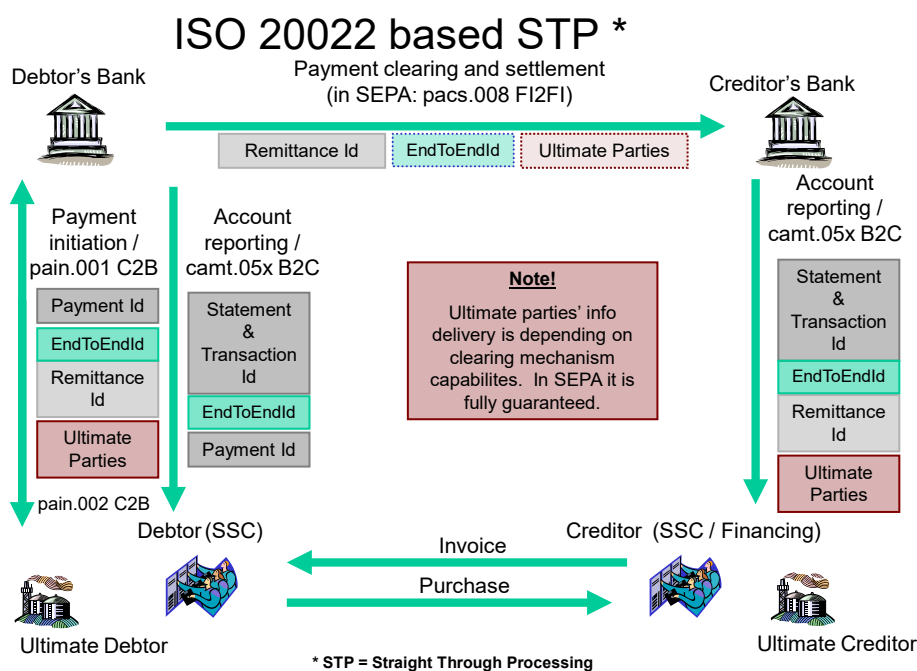 ISO 20022 based STP *
Debtor's Bank
Payment clearing and settlement
(in SEPA: pacs.008 FI2FI)
Creditor's Bank
Remittance Id
EndToEndId
Ultimate Parties
Payment
initiation /
pain.001 C2B
Payment Id
EndToEndId
Remittance
Id
Ultimate
Parties
pain.002 C2B
Account
reporting /
camt.05x B2C
Statement
&
Transaction
Id
EndToEndId
Payment Id
Note!
Ultimate parties' info
delivery is depending on
clearing mechanism
capabilites. In SEPA it is
fully guaranteed.
Account
reporting /
camt.05x B2C
Statement
&
Transaction
Id
EndToEndId
Remittance
Id
Ultimate
Parties
Debtor (SSC)
Creditor (SSC / Financing)
Invoice
Purchase
Ultimate Debtor
Ultimate Creditor
* STP = Straight Through Processing